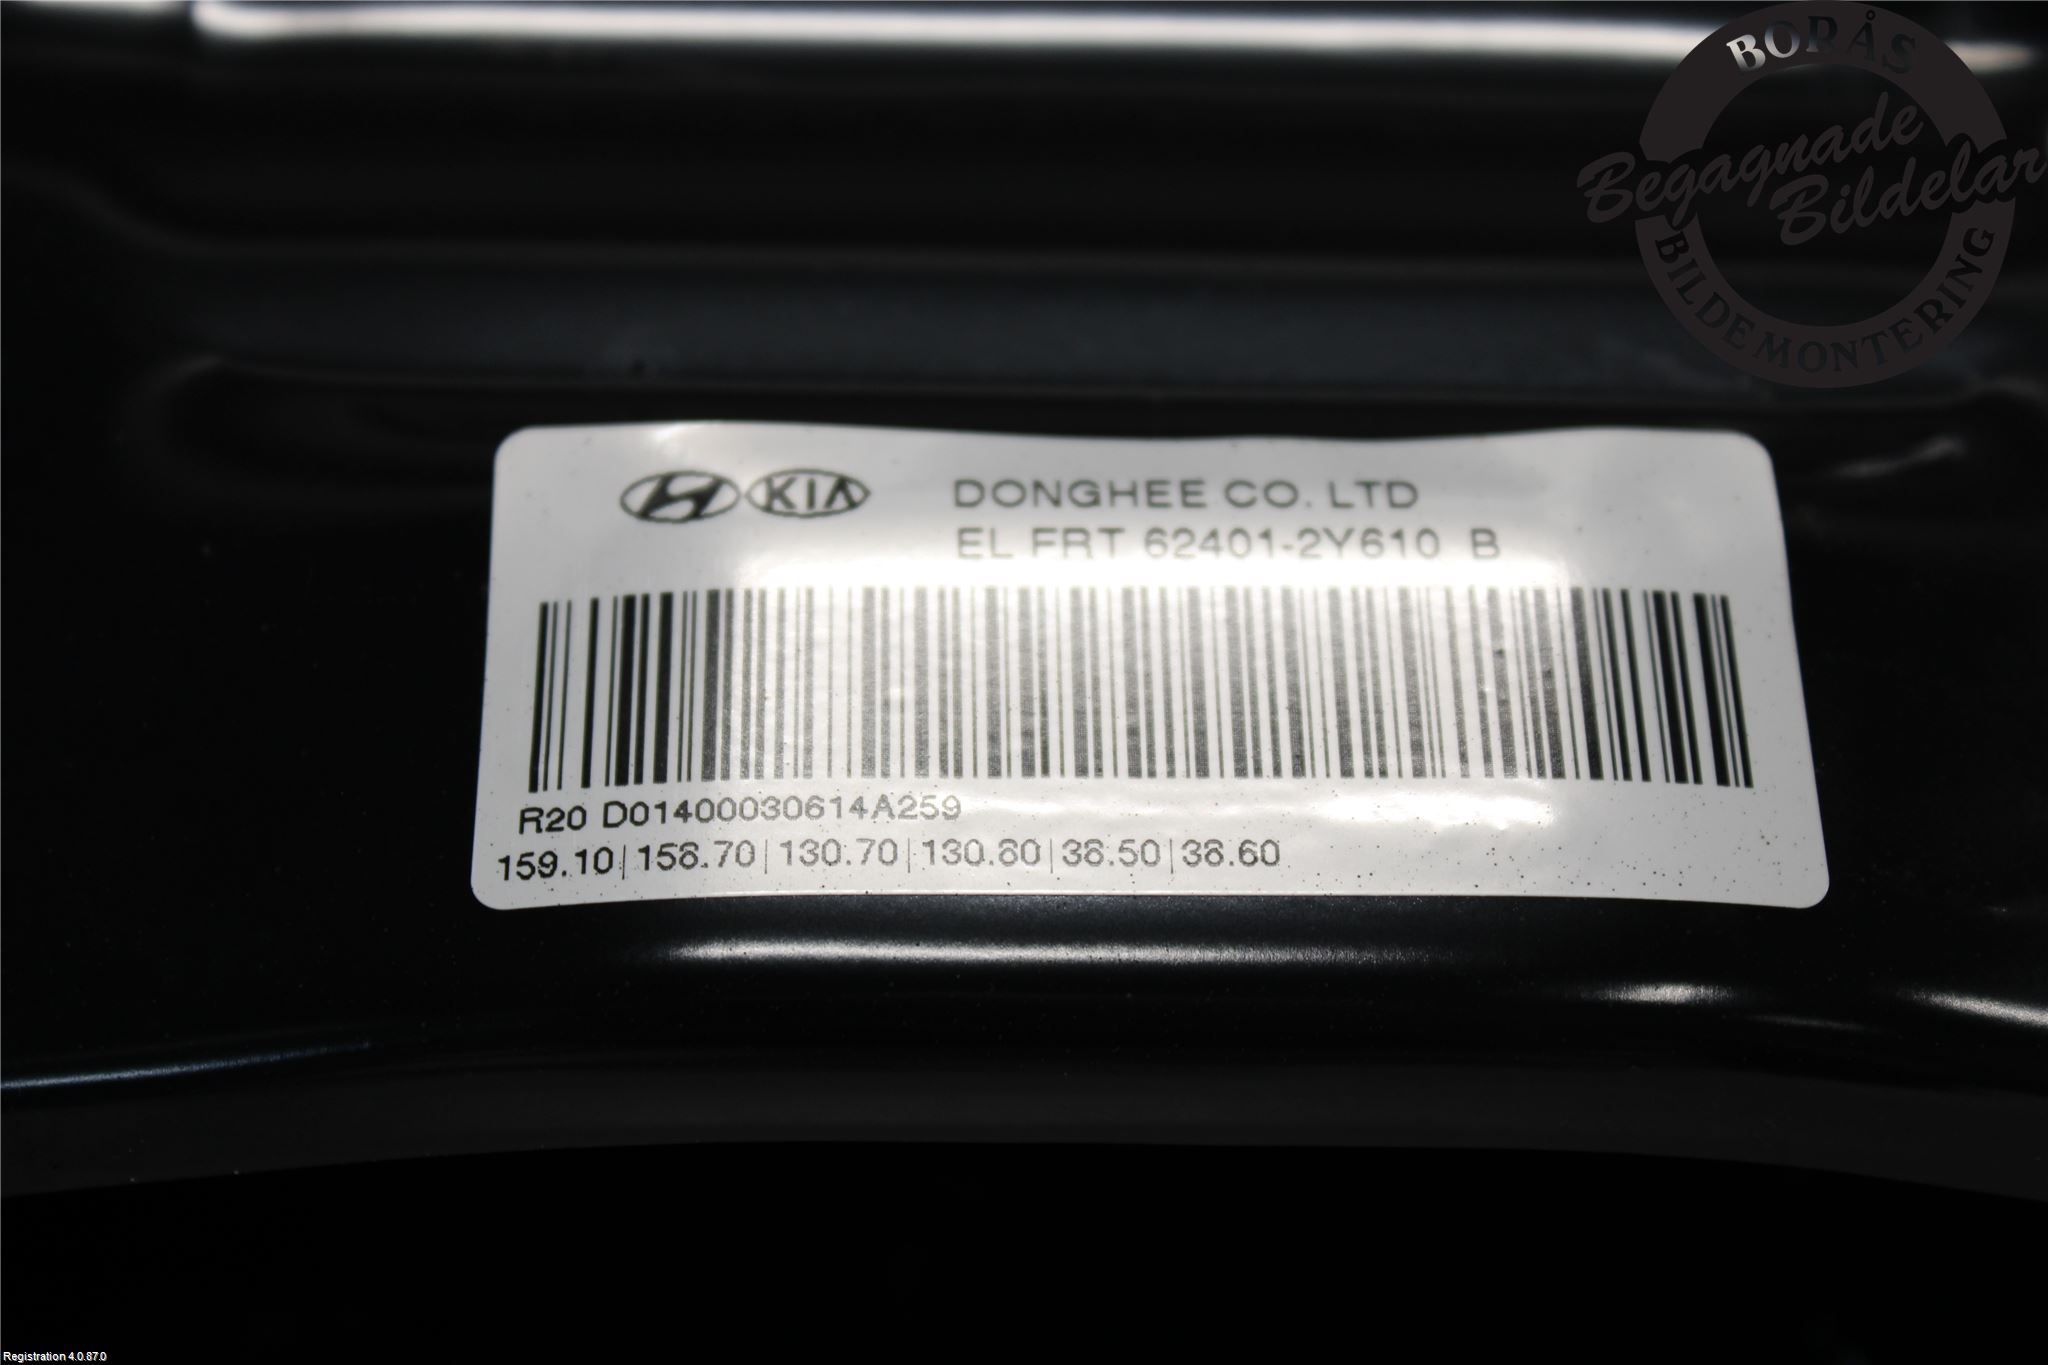 BORÅS
Begagnade
Bildelar
BILDEMONTERING
KIA
DONGHEE CO. LTD
EL FRT 62401-2Y610 B
R20 D01400030614A259
159.10|158.70|130.70|130.80|38.50|38.60
Registration 4.0.87.0